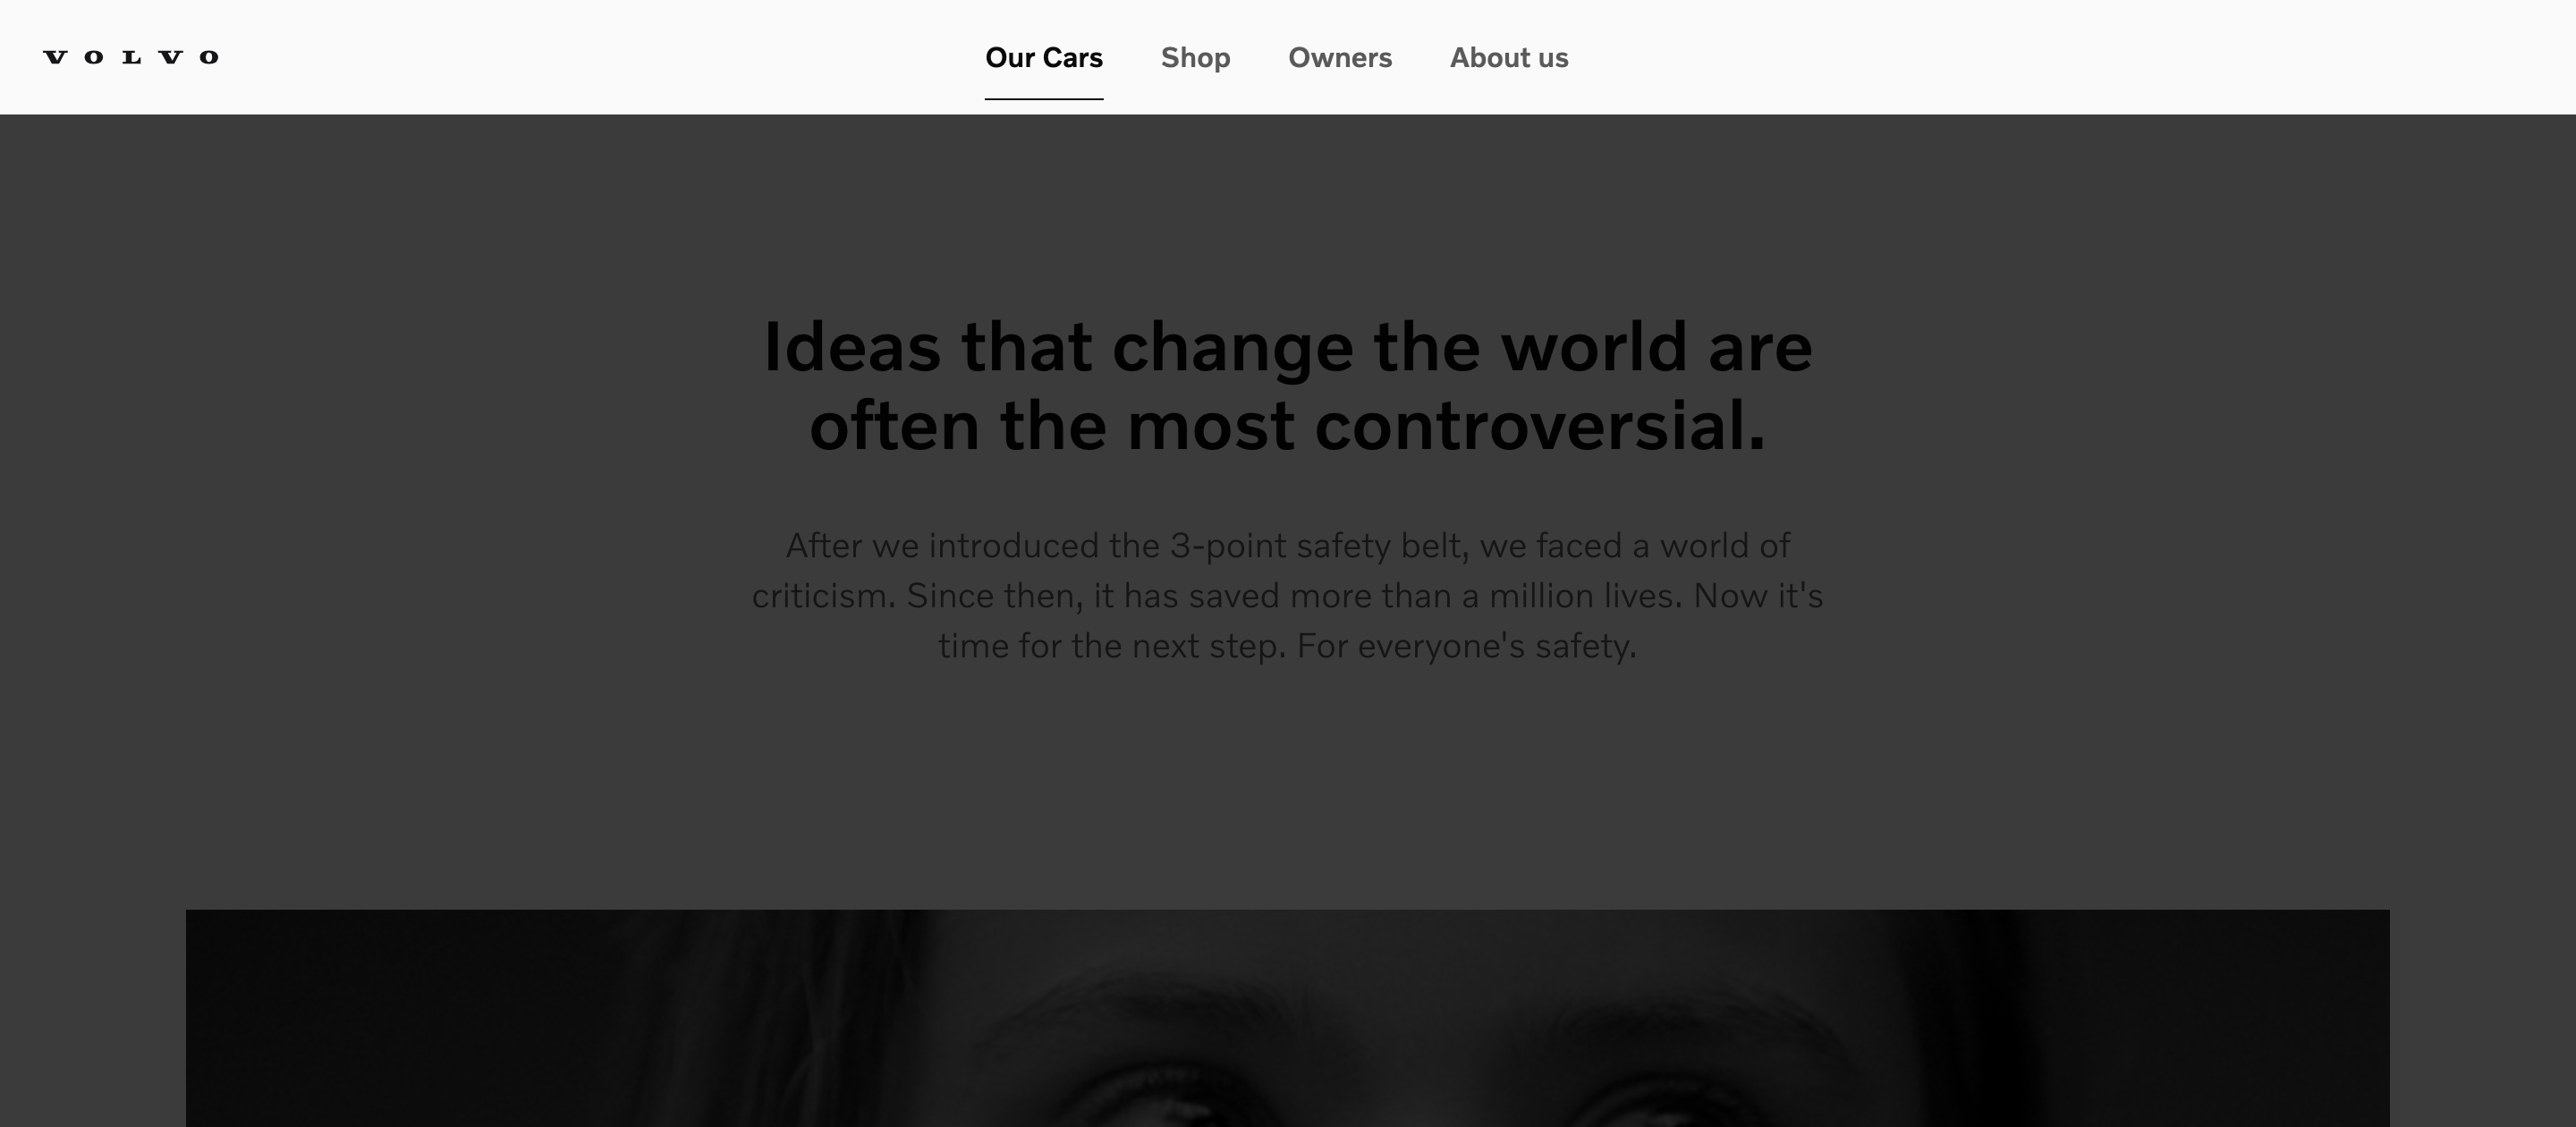 VOLVO
Our Cars
Shop
Owners
About us
Ideas that change the world are
often the most controversial.
After we introduced the 3-point safety belt, we faced a world of
criticism. Since then, it has saved more than a million lives. Now it's
time for the next step. For everyone's safety.